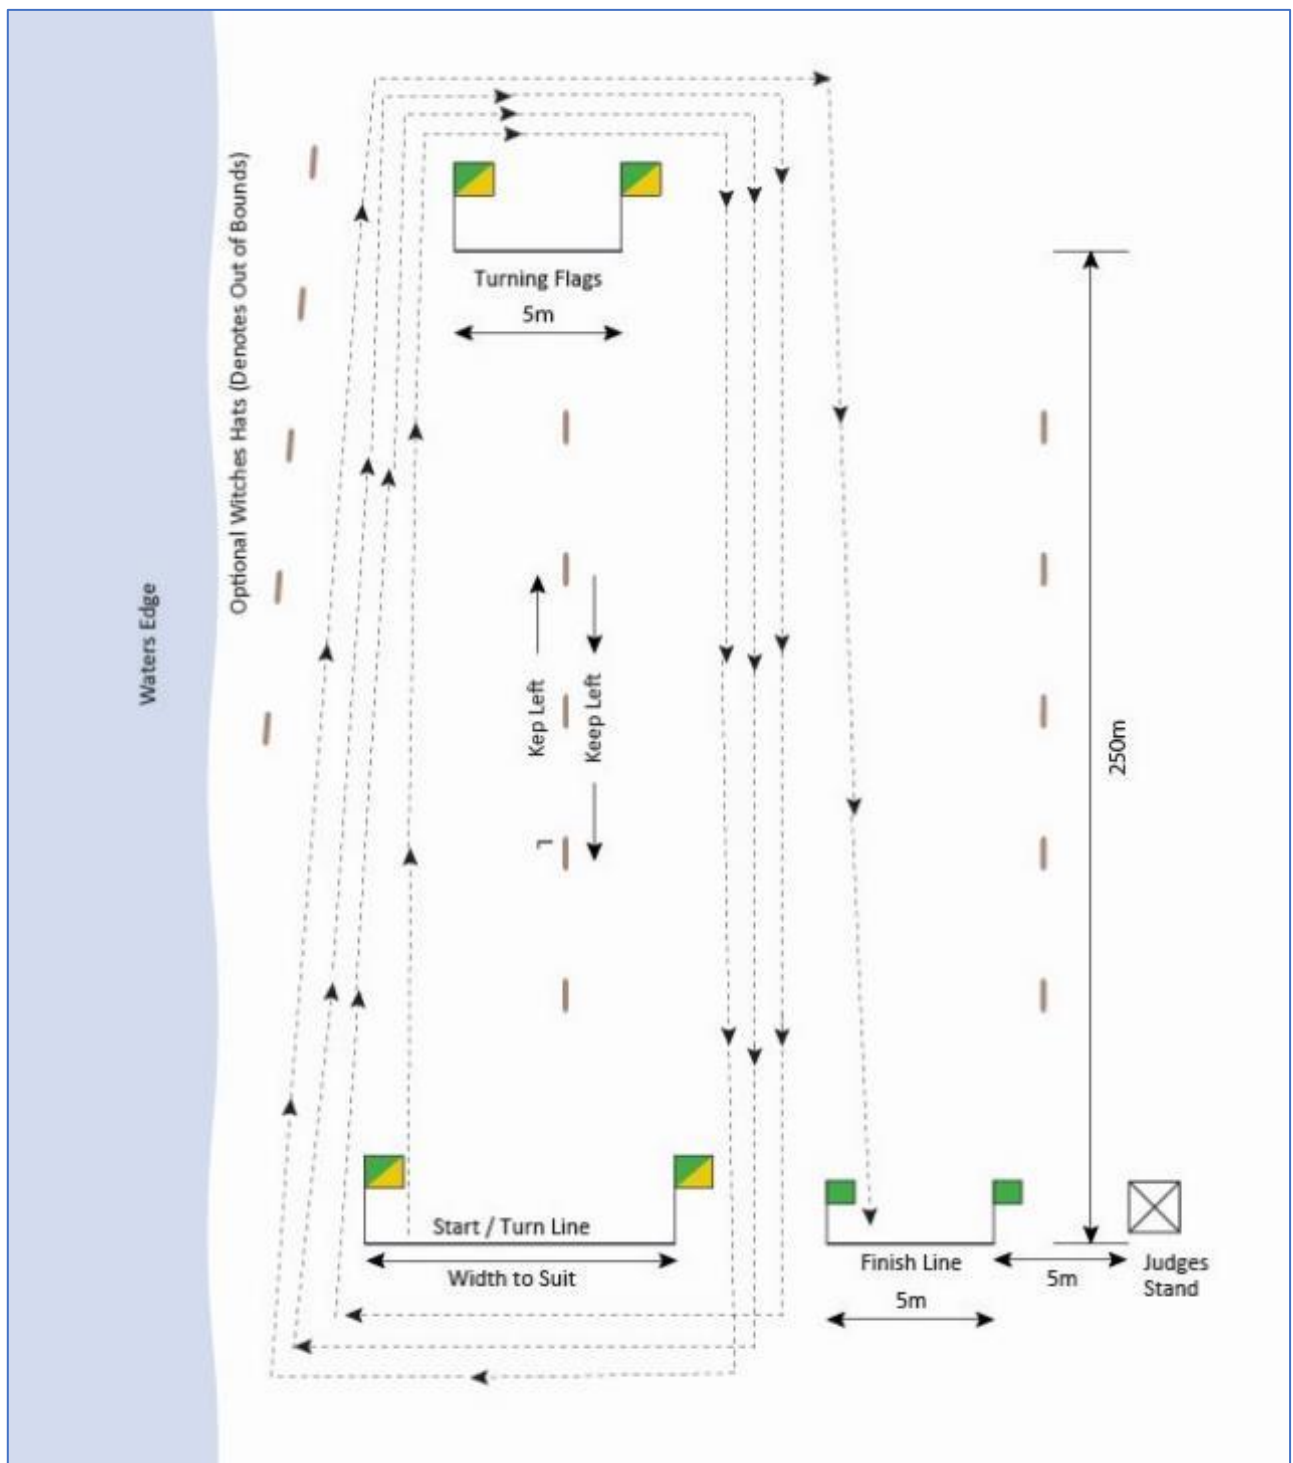 Optional Witches Hats (Denotes Out of Bounds)
Waters Edge
Turning Flags
5m
Kep Left
Keep Left
L
250m
Start / Turn Line
Width to Suit
Finish Line
5m
5m
Judges
Stand